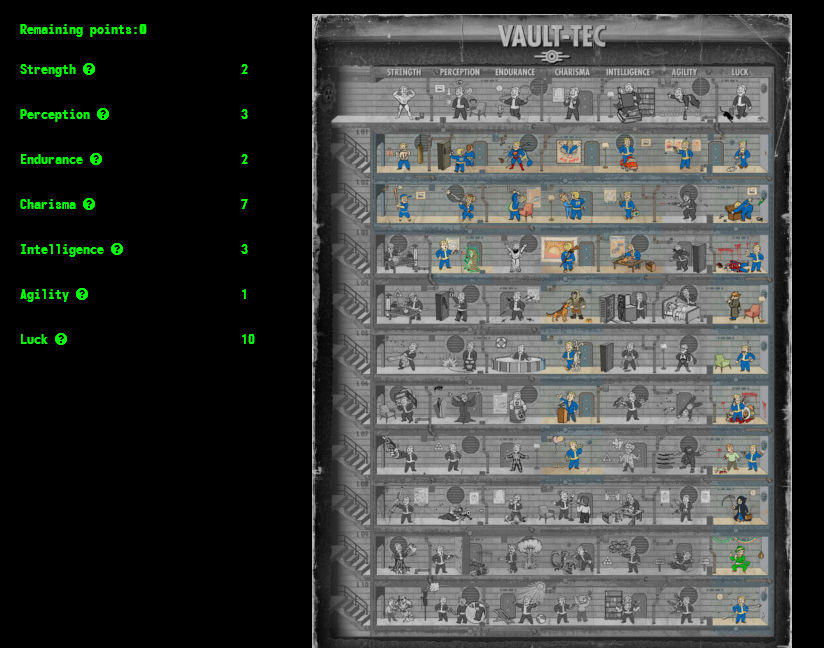 Remaining points:0
Strength ? 2
Perception ? 3
Endurance ? 2
Charisma ? 7
Intelligence ? 3
Agility ? 1
Luck ? 10
VAULT-TEC
STRENGTH PERCEPTION ENDURANCE CHARISMA INTELLIGENCE AGILITY LUCK